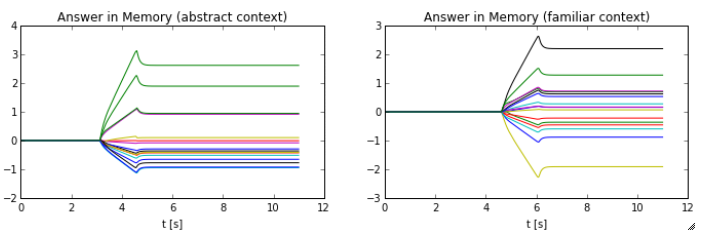 Answer in Memory (abstract context)
4
3
2
1
0
−1
−2
0 2 4 6 8 10 12
t [s]
Answer in Memory (familiar context)
3
2
1
0
−1
−2
−3
0 2 4 6 8 10 12
t [s]